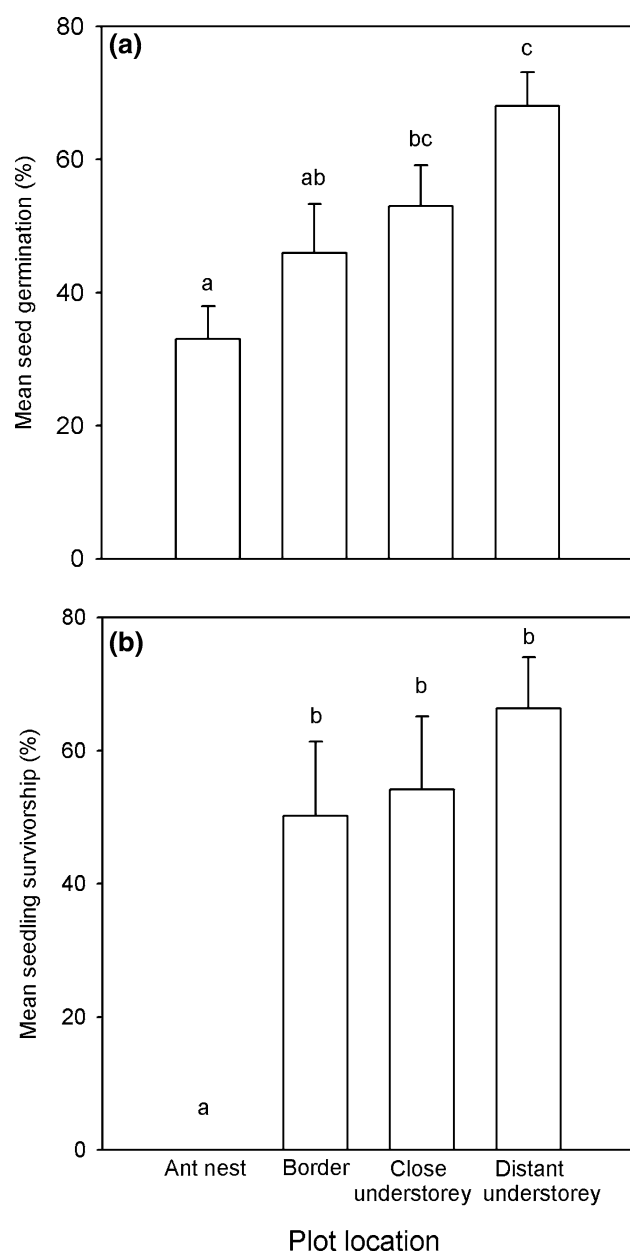 (a)
Mean seed germination (%)
80
60
40
20
0
a
ab
bc
c
(b)
Mean seedling survivorship (%)
80
60
40
20
0
a
b
b
b
Ant nest
Border
Close
understorey
Distant
understorey
Plot location